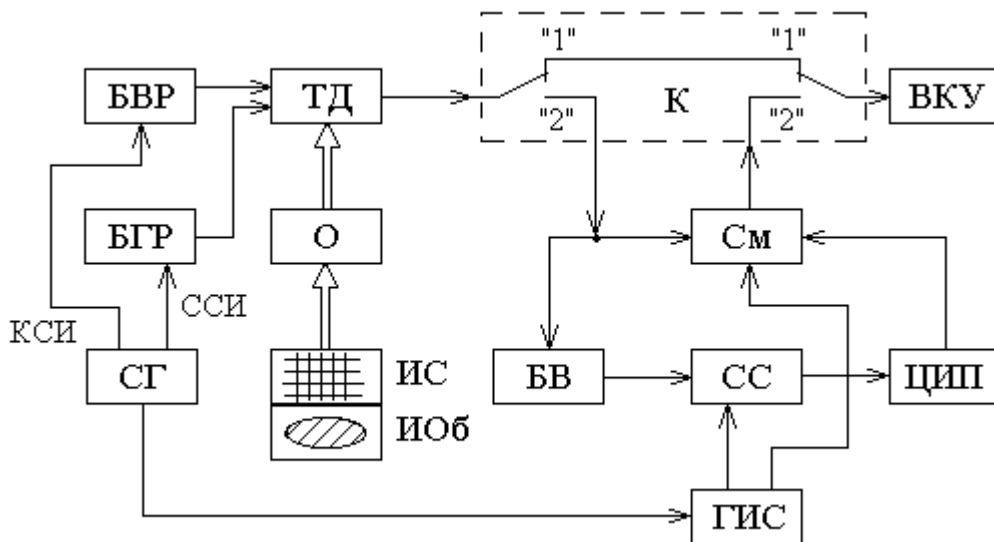 "1"
"1"
БВР
ТД
К
ВКУ
"2"
"2"
БГР
О
См
ССИ
КСИ
СГ
ИС
БВ
СС
ЦИП
ИОб
ГИС